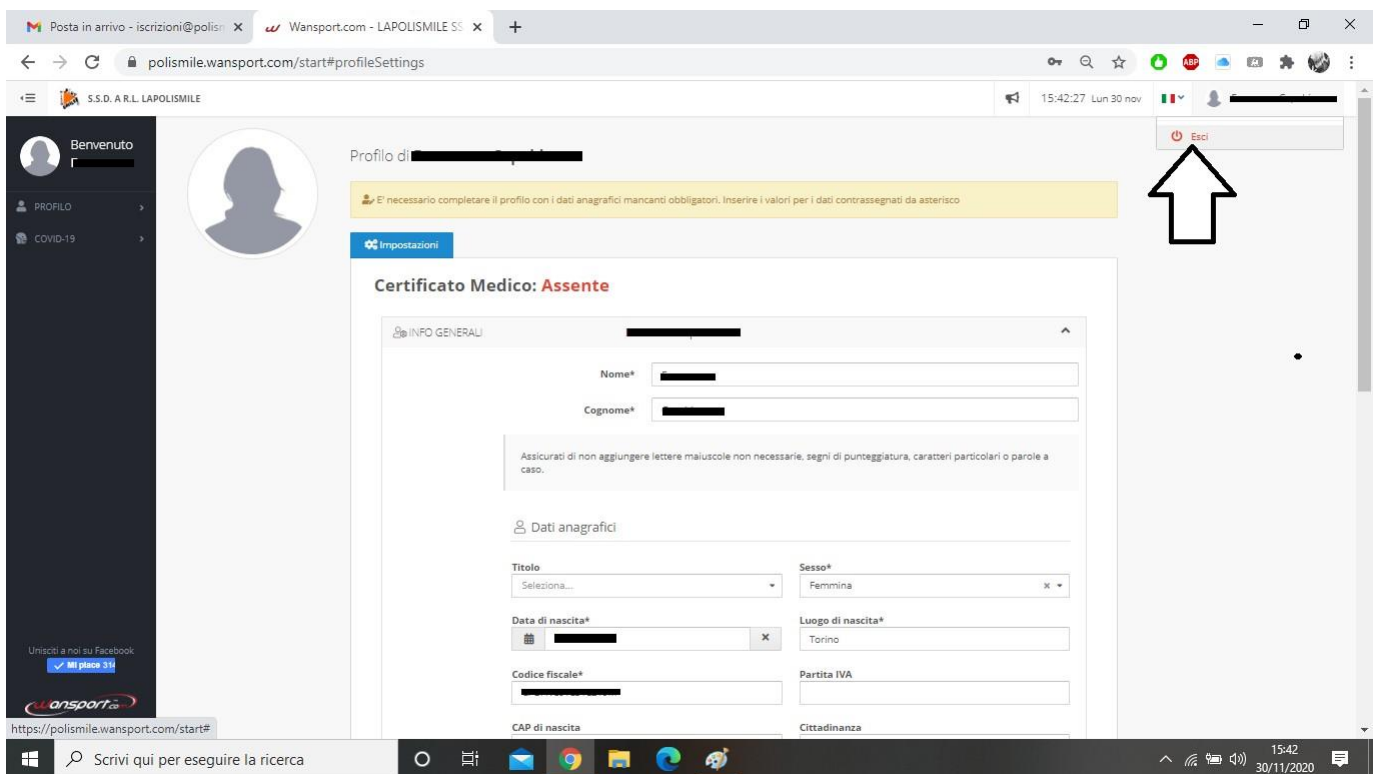 Posta in arrivo - iscrizioni@polisn
Wansport.com - LAPOLISMILE SS
polismile.wansport.com/start#profileSettings
ABP
S.S.D. A R.L. LAPOLISMILE
15:42:27 Lun 30 nov
Esci
Benvenuto
Profilo di
PROFILO
COVID-19
E' necessario completare il profilo con i dati anagrafici mancanti obbligatori. Inserire i valori per i dati contrassegnati da asterisco
Impostazioni
Certificato Medico: Assente
INFO GENERALI
Nome*
Cognome*
Assicurati di non aggiungere lettere maiuscole non necessarie, segni di punteggiatura, caratteri particolari o parole a
caso.
Dati anagrafici
Titolo
Sesso*
Seleziona...
Femmina
Data di nascita*
Luogo di nascita*
Torino
Codice fiscale*
Partita IVA
CAP di nascita
Cittadinanza
Unisciti a noi su Facebook
Mi piace 314
wansport.com
https://polismile.wansport.com/start#
Scrivi qui per eseguire la ricerca
15:42
30/11/2020